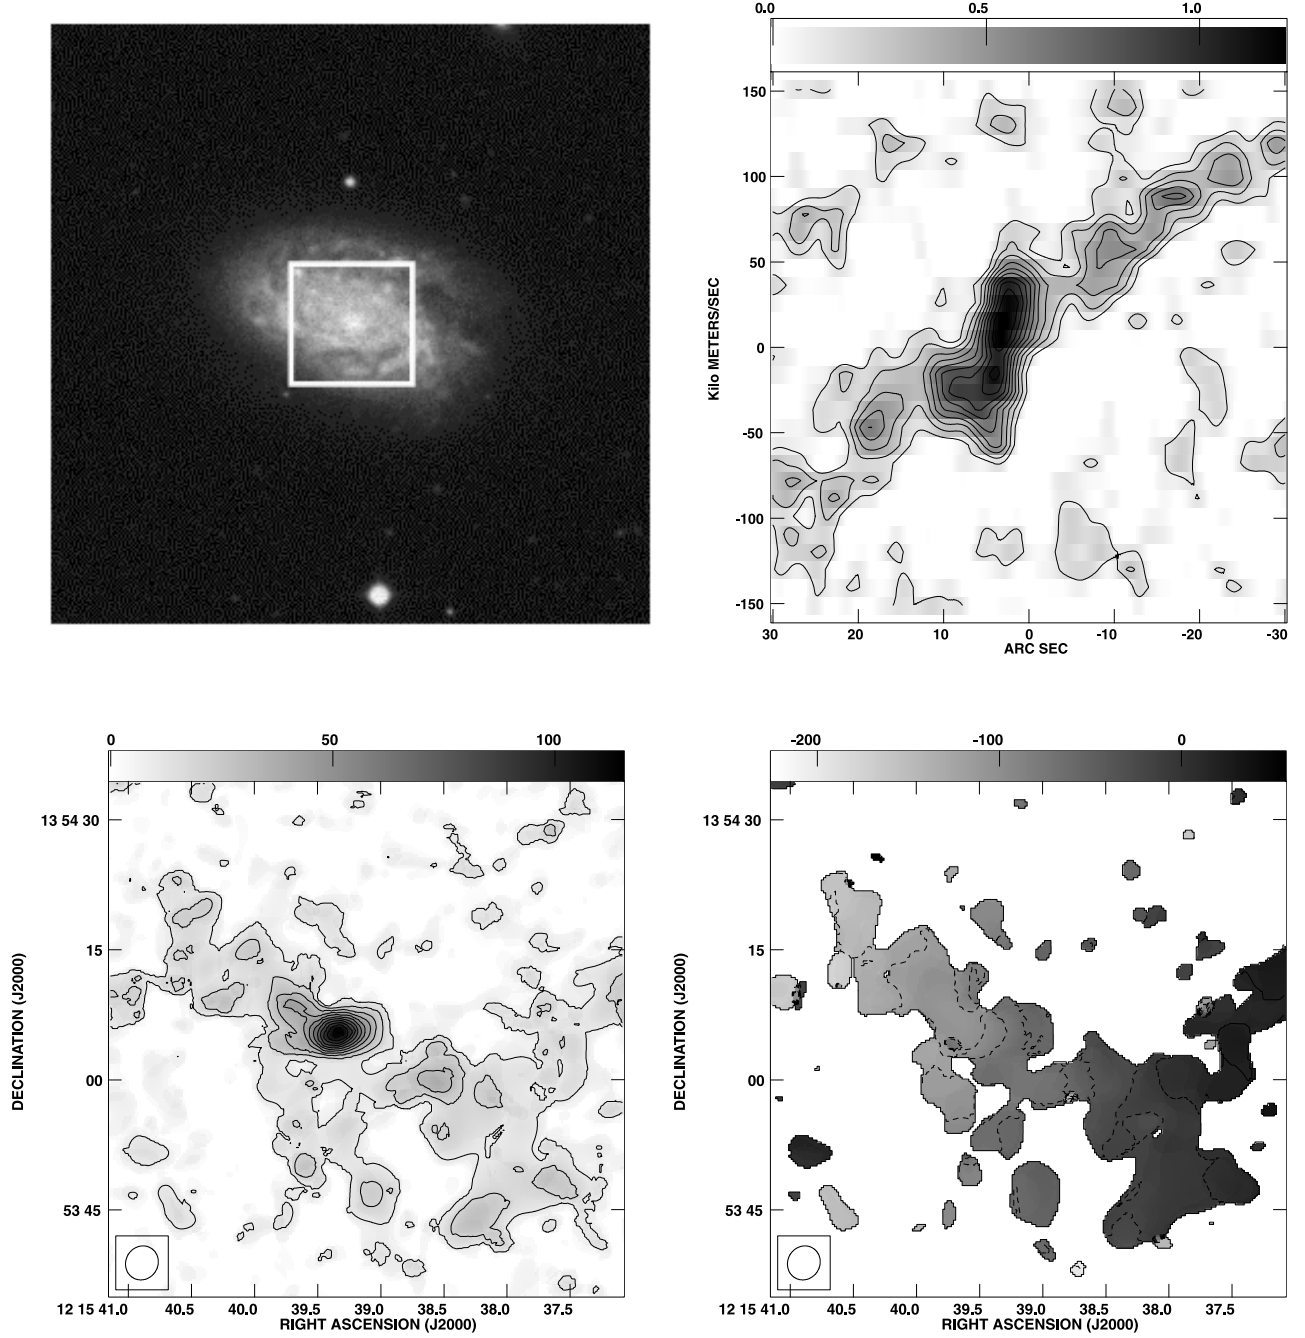 0.0 0.5 1.0
150
100
50
0
-50
-100
-150
Kilo METERS/SEC
30 20 10 0 -10 -20 -30
ARC SEC
0 50 100
13 54 30
15
00
53 45
DECLINATION (J2000)
12 15 41.0 40.5 40.0 39.5 39.0 38.5 38.0 37.5
RIGHT ASCENSION (J2000)
-200 -100 0
13 54 30
15
00
53 45
DECLINATION (J2000)
12 15 41.0 40.5 40.0 39.5 39.0 38.5 38.0 37.5
RIGHT ASCENSION (J2000)